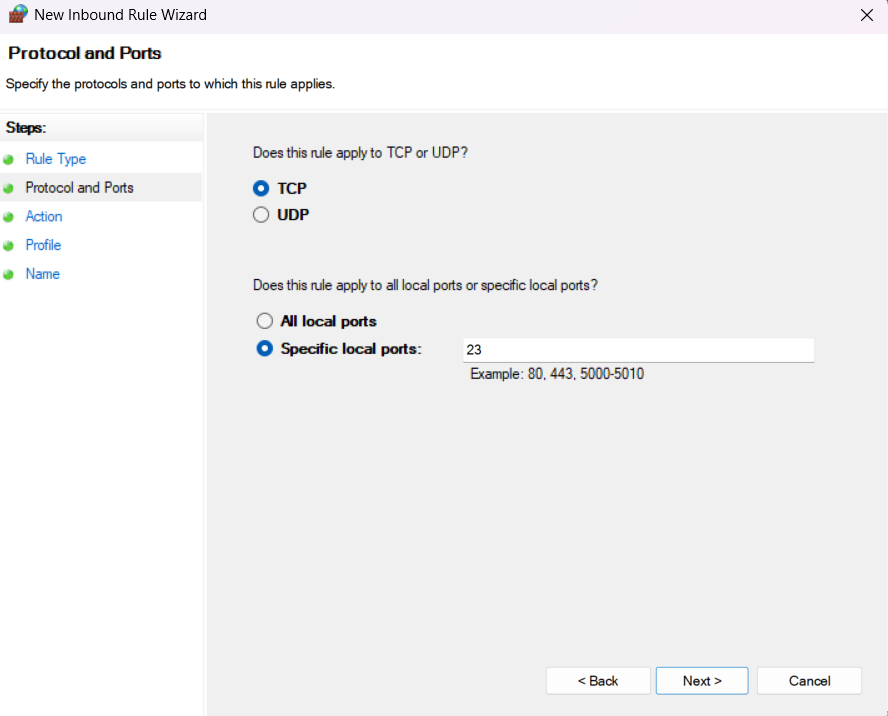 New Inbound Rule Wizard
Protocol and Ports
Specify the protocols and ports to which this rule applies.
Steps:
Rule Type
Protocol and Ports
Action
Profile
Name
Does this rule apply to TCP or UDP?
TCP
UDP
Does this rule apply to all local ports or specific local ports?
All local ports
Specific local ports: 23
Example: 80, 443, 5000-5010
< Back Next > Cancel